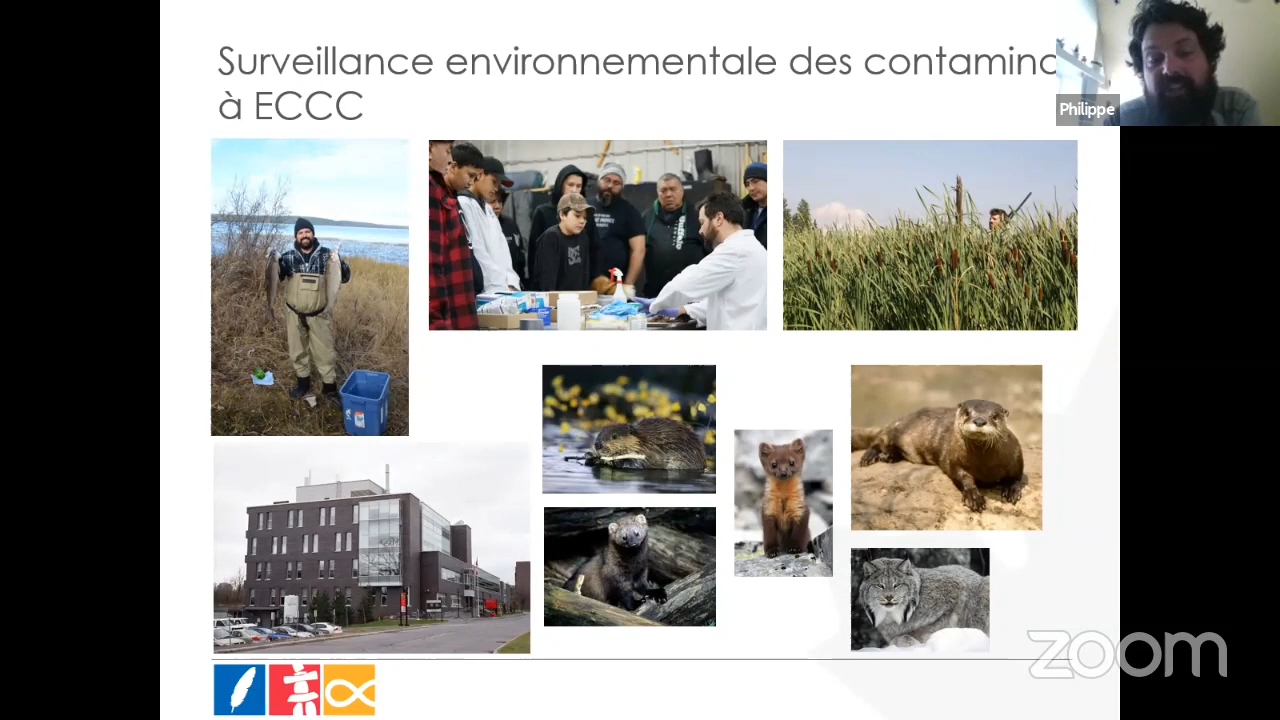 Surveillance environnementale des contamina
à ECCC
Philippe
zoom